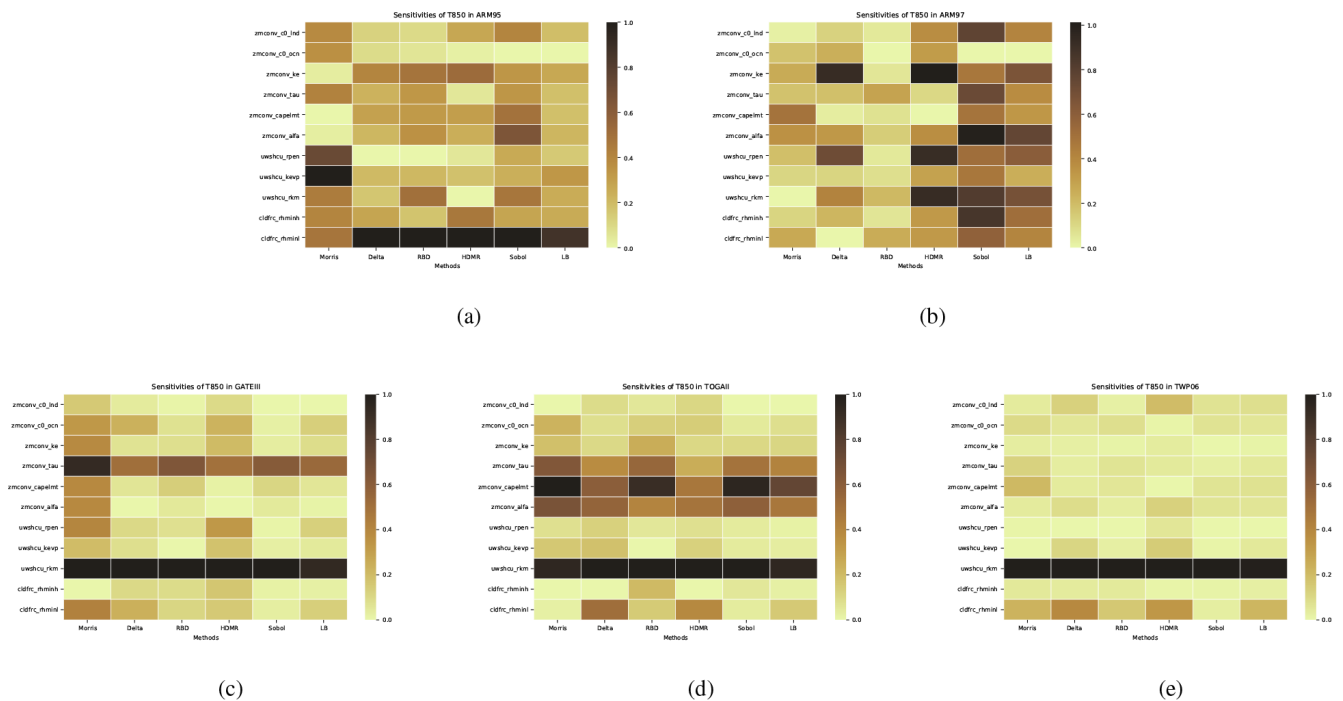 Sensitivities of T850 in ARM95
zmconv_c0_lnd
zmconv_c0_ocn
zmconv_ke
zmconv_tau
zmconv_capelmt
zmconv_alfa
uwshcu_rpen
uwshcu_kevp
uwshcu_rkm
cldfrc_rhminh
cldfrc_rhminl
Morris Delta RBD HDMR Sobol LB
Methods
1.0
0.8
0.6
0.4
0.2
0.0
(a)
Sensitivities of T850 in ARM97
zmconv_c0_lnd
zmconv_c0_ocn
zmconv_ke
zmconv_tau
zmconv_capelmt
zmconv_alfa
uwshcu_rpen
uwshcu_kevp
uwshcu_rkm
cldfrc_rhminh
cldfrc_rhminl
Morris Delta RBD HDMR Sobol LB
Methods
1.0
0.8
0.6
0.4
0.2
0.0
(b)
Sensitivities of T850 in GATEIII
zmconv_c0_lnd
zmconv_c0_ocn
zmconv_ke
zmconv_tau
zmconv_capelmt
zmconv_alfa
uwshcu_rpen
uwshcu_kevp
uwshcu_rkm
cldfrc_rhminh
cldfrc_rhminl
Morris Delta RBD HDMR Sobol LB
Methods
1.0
0.8
0.6
0.4
0.2
0.0
(c)
Sensitivities of T850 in TOGAII
zmconv_c0_lnd
zmconv_c0_ocn
zmconv_ke
zmconv_tau
zmconv_capelmt
zmconv_alfa
uwshcu_rpen
uwshcu_kevp
uwshcu_rkm
cldfrc_rhminh
cldfrc_rhminl
Morris Delta RBD HDMR Sobol LB
Methods
1.0
0.8
0.6
0.4
0.2
0.0
(d)
Sensitivities of T850 in TWP06
zmconv_c0_lnd
zmconv_c0_ocn
zmconv_ke
zmconv_tau
zmconv_capelmt
zmconv_alfa
uwshcu_rpen
uwshcu_kevp
uwshcu_rkm
cldfrc_rhminh
cldfrc_rhminl
Morris Delta RBD HDMR Sobol LB
Methods
1.0
0.8
0.6
0.4
0.2
0.0
(e)